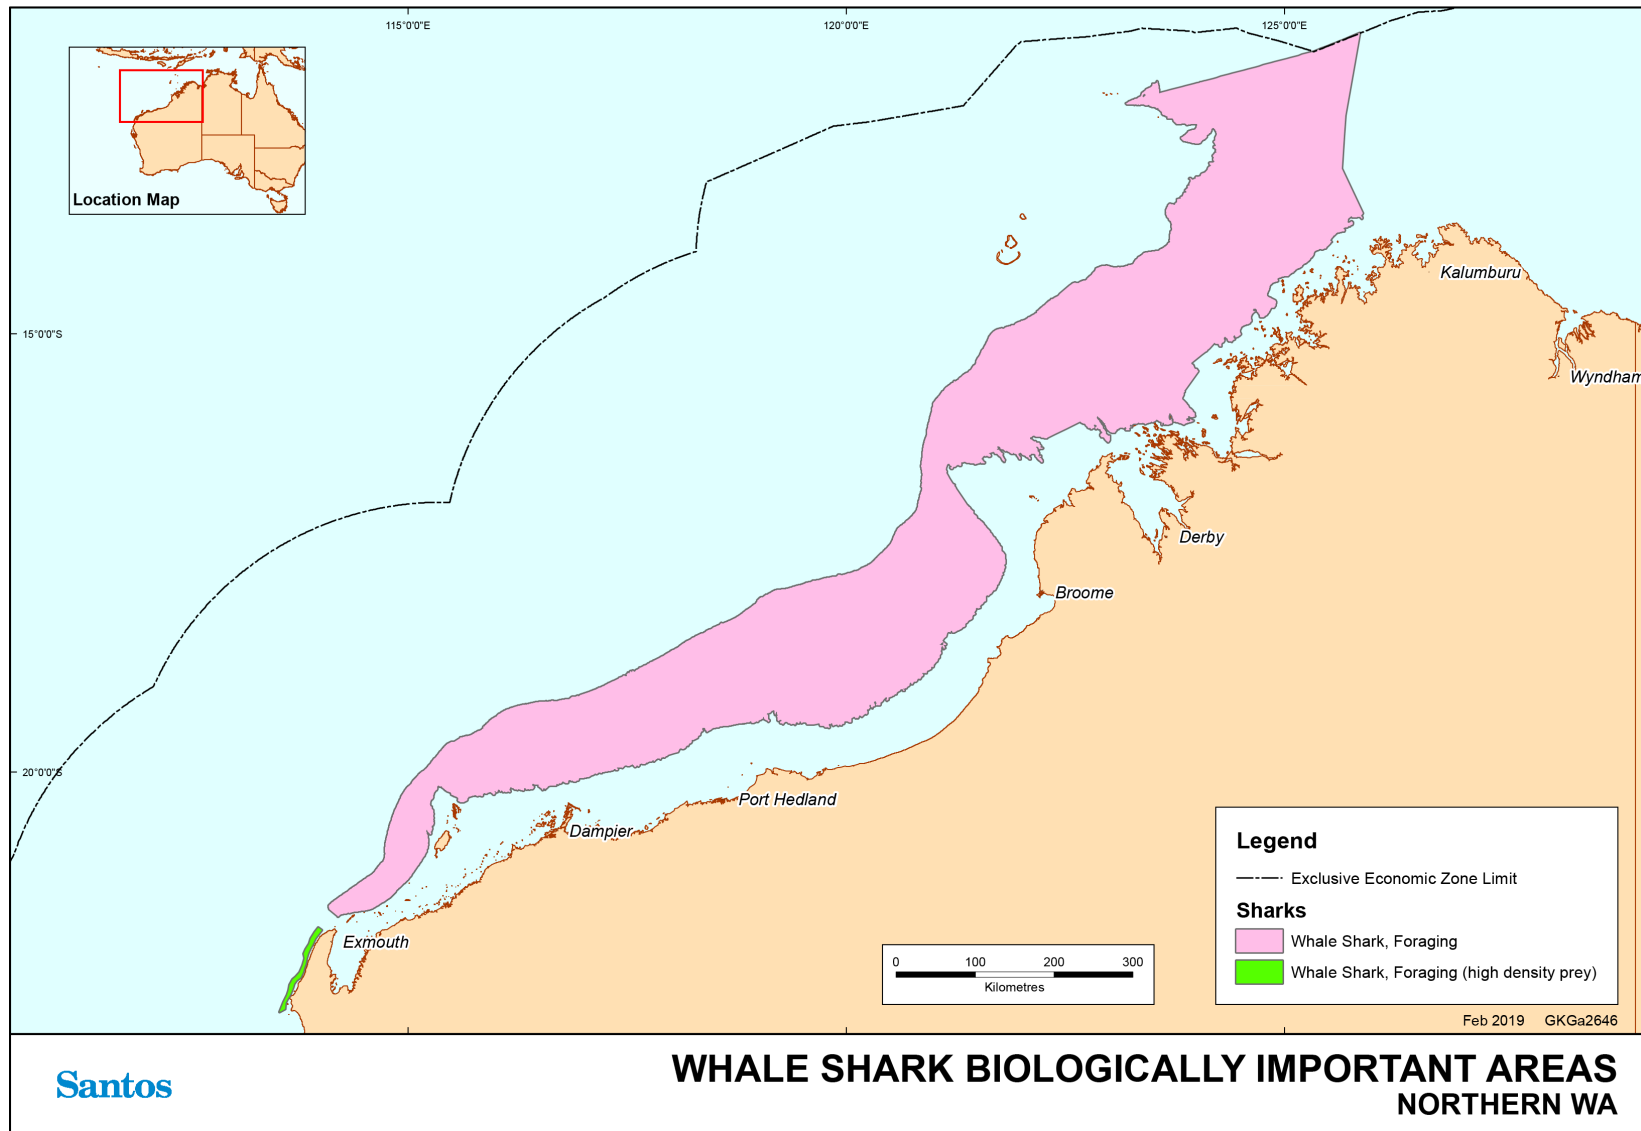 115°0'0"E
120°0'0"E
125°0'0"E
Location Map
15°0'0"S
20°0'0"S
Kalumburu
Wyndham
Derby
Broome
Port Hedland
Dampier
Exmouth
0 100 200 300
Kilometres
Legend
Exclusive Economic Zone Limit
Sharks
Whale Shark, Foraging
Whale Shark, Foraging (high density prey)
Feb 2019 GKGa2646
Santos
WHALE SHARK BIOLOGICALLY IMPORTANT AREAS
NORTHERN WA